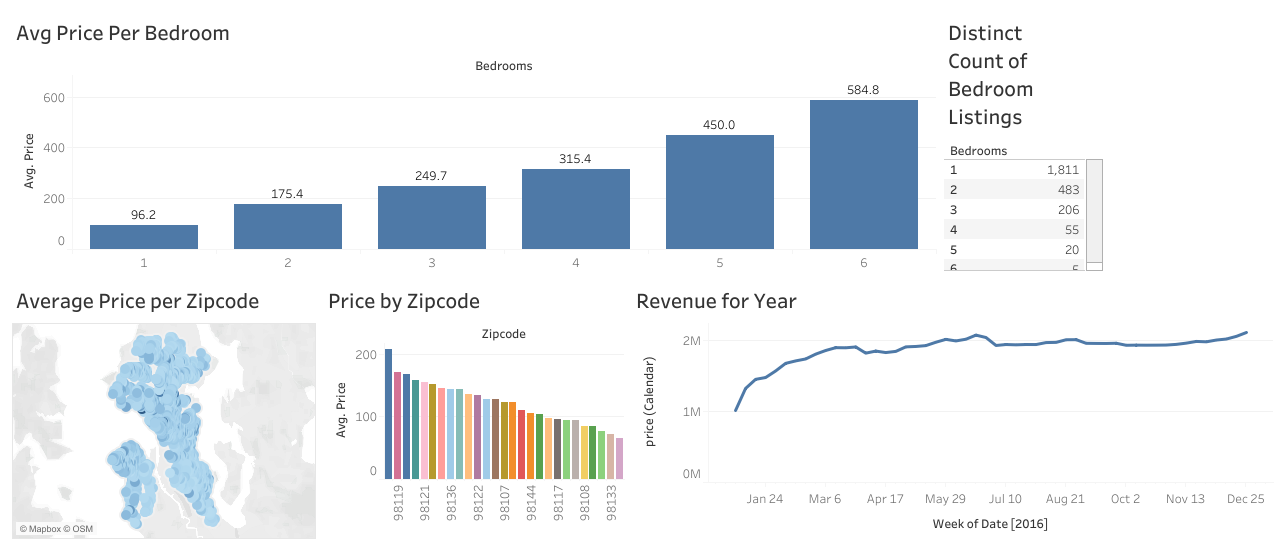 Avg Price Per Bedroom
Bedrooms
Avg. Price
600
400
200
0
96.2
175.4
249.7
315.4
450.0
584.8
1
2
3
4
5
6
Distinct
Count of
Bedroom
Listings
Bedrooms
1 1,811
2 483
3 206
4 55
5 20
6 5
Average Price per Zipcode
© Mapbox © OSM
Price by Zipcode
Zipcode
Avg. Price
200
100
0
98119
98121
98136
98122
98107
98144
98117
98108
98133
Revenue for Year
price (Calendar)
2M
1M
0M
Jan 24
Mar 6
Apr 17
May 29
Jul 10
Aug 21
Oct 2
Nov 13
Dec 25
Week of Date [2016]